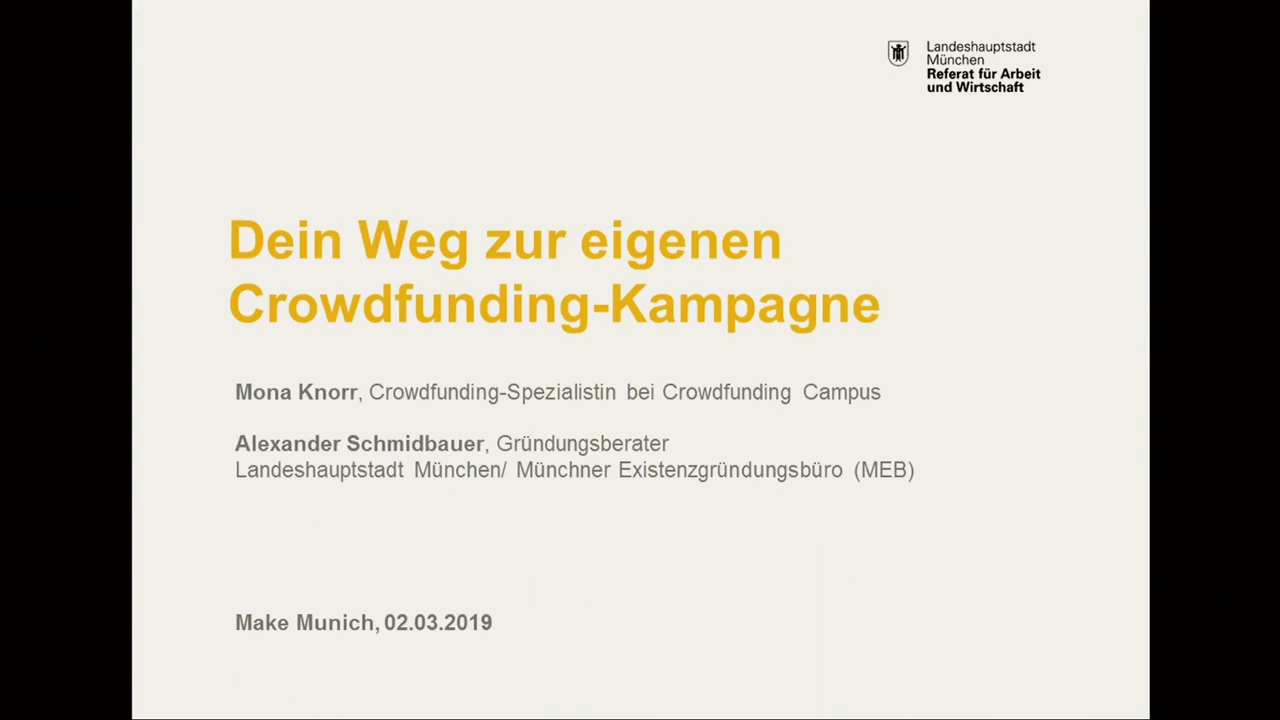 Landeshauptstadt
München
Referat für Arbeit
und Wirtschaft
Dein Weg zur eigenen
Crowdfunding-Kampagne
Mona Knorr, Crowdfunding-Spezialistin bei Crowdfunding Campus
Alexander Schmidbauer, Gründungsberater
Landeshauptstadt München/ Münchner Existenzgründungsbüro (MEB)
Make Munich, 02.03.2019